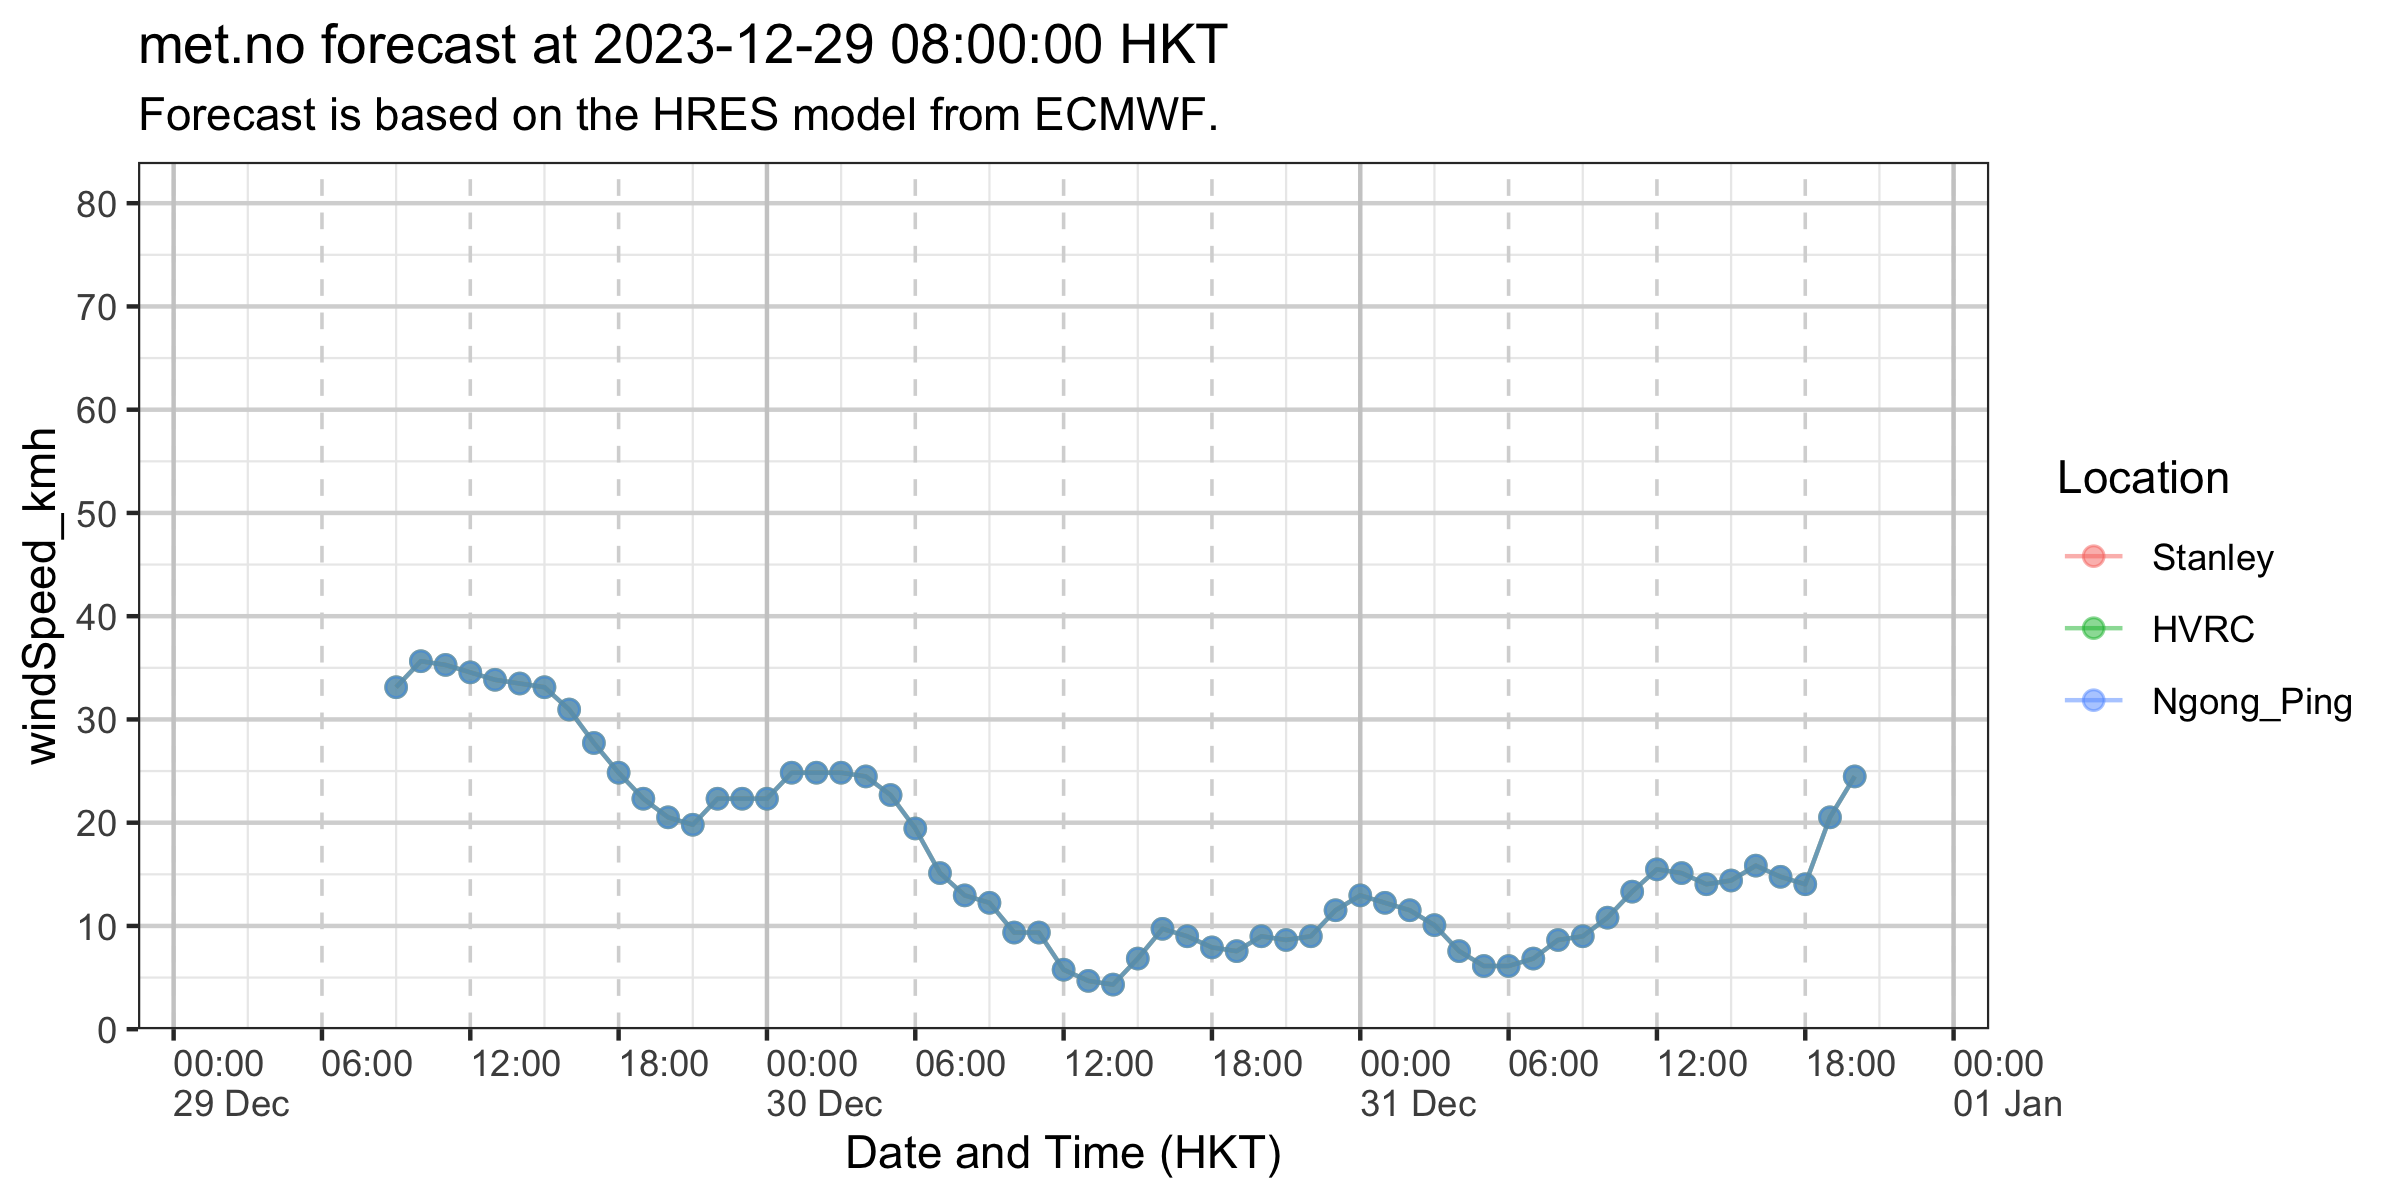 met.no forecast at 2023-12-29 08:00:00 HKT
Forecast is based on the HRES model from ECMWF.
windSpeed_kmh
80
70
60
50
40
30
20
10
0
00:00 06:00 12:00 18:00 00:00 06:00 12:00 18:00 00:00 06:00 12:00 18:00 00:00
29 Dec 30 Dec 31 Dec 01 Jan
Date and Time (HKT)
Location
Stanley
HVRC
Ngong_Ping